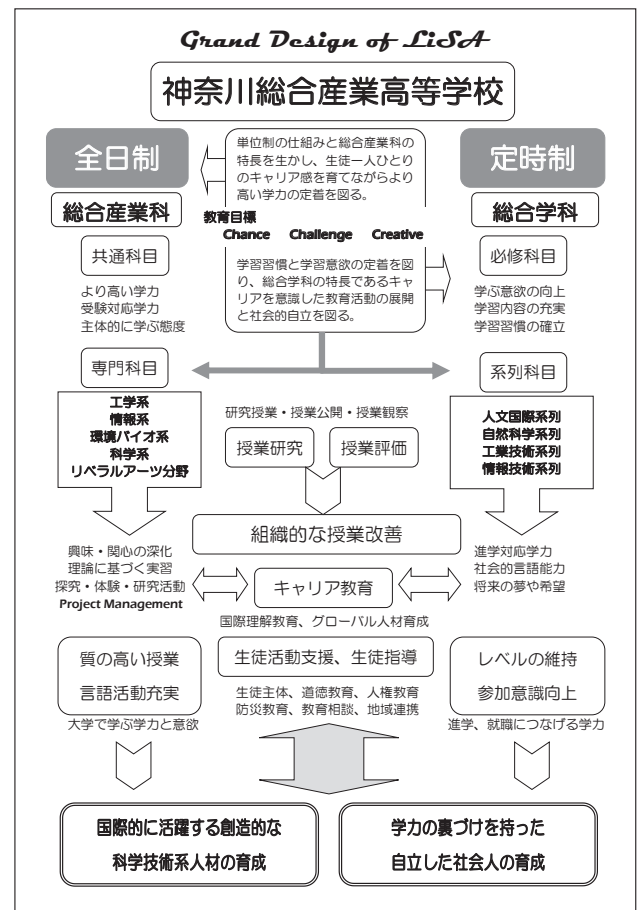 Grand Design of LiSA
神奈川総合産業高等学校
全日制
総合産業科
共通科目
より高い学力
受験対応学力
主体的に学ぶ態度
専門科目
工学系
情報系
環境バイオ系
科学系
リベラルアーツ分野
興味・関心の深化
理論に基づく実習
探究・体験・研究活動
Project Management
質の高い授業
言語活動充実
大学で学ぶ学力と意欲
国際的に活躍する創造的な
科学技術系人材の育成
単位制の仕組みと総合産業科の
特長を生かし、生徒一人ひとり
のキャリア感を育てながらより
高い学力の定着を図る。
教育目標
Chance Challenge Creative
学習習慣と学習意欲の定着を図
り、総合学科の特長であるキャ
リアを意識した教育活動の展開
と社会的自立を図る。
研究授業・授業公開・授業観察
授業研究
授業評価
組織的な授業改善
キャリア教育
国際理解教育、グローバル人材育成
生徒活動支援、生徒指導
生徒主体、道徳教育、人権教育
防災教育、教育相談、地域連携
定時制
総合学科
必修科目
学ぶ意欲の向上
学習内容の充実
学習習慣の確立
系列科目
人文国際系列
自然科学系列
工業技術系列
情報技術系列
進学対応学力
社会的言語能力
将来の夢や希望
レベルの維持
参加意識向上
進学、就職につなげる学力
学力の裏づけを持った
自立した社会人の育成